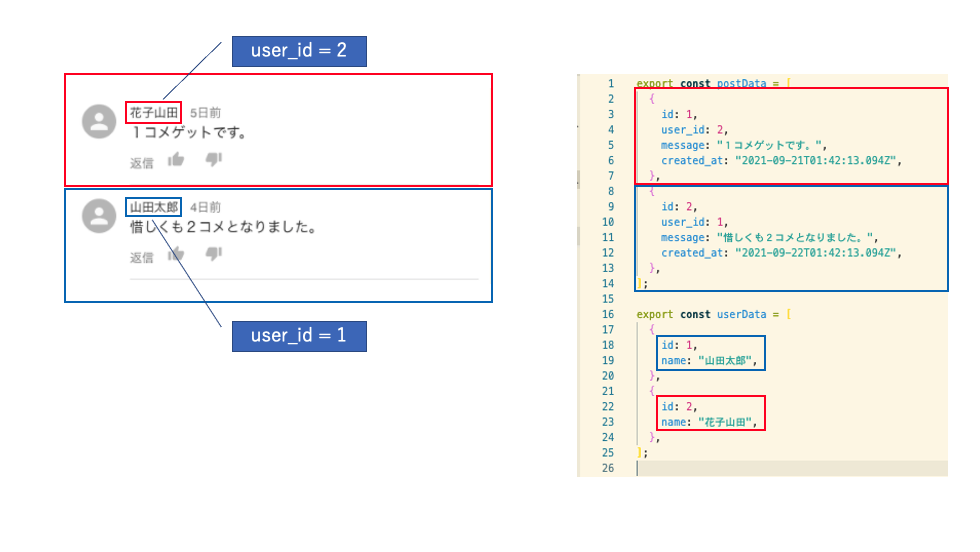 user_id = 2
花子山田 5日前
１コメゲットです。
返信
山田太郎 4日前
惜しくも２コメとなりました。
返信
user_id = 1
1 export const postData = [
2 {
3 id: 1,
4 user_id: 2,
5 message: "１コメゲットです。",
6 created_at: "2021-09-21T01:42:13.094Z",
7 },
8 {
9 id: 2,
10 user_id: 1,
11 message: "惜しくも２コメとなりました。",
12 created_at: "2021-09-22T01:42:13.094Z",
13 },
14 ];
15
16 export const userData = [
17 {
18 id: 1,
19 name: "山田太郎",
20 },
21 {
22 id: 2,
23 name: "花子山田",
24 },
25 ];
26